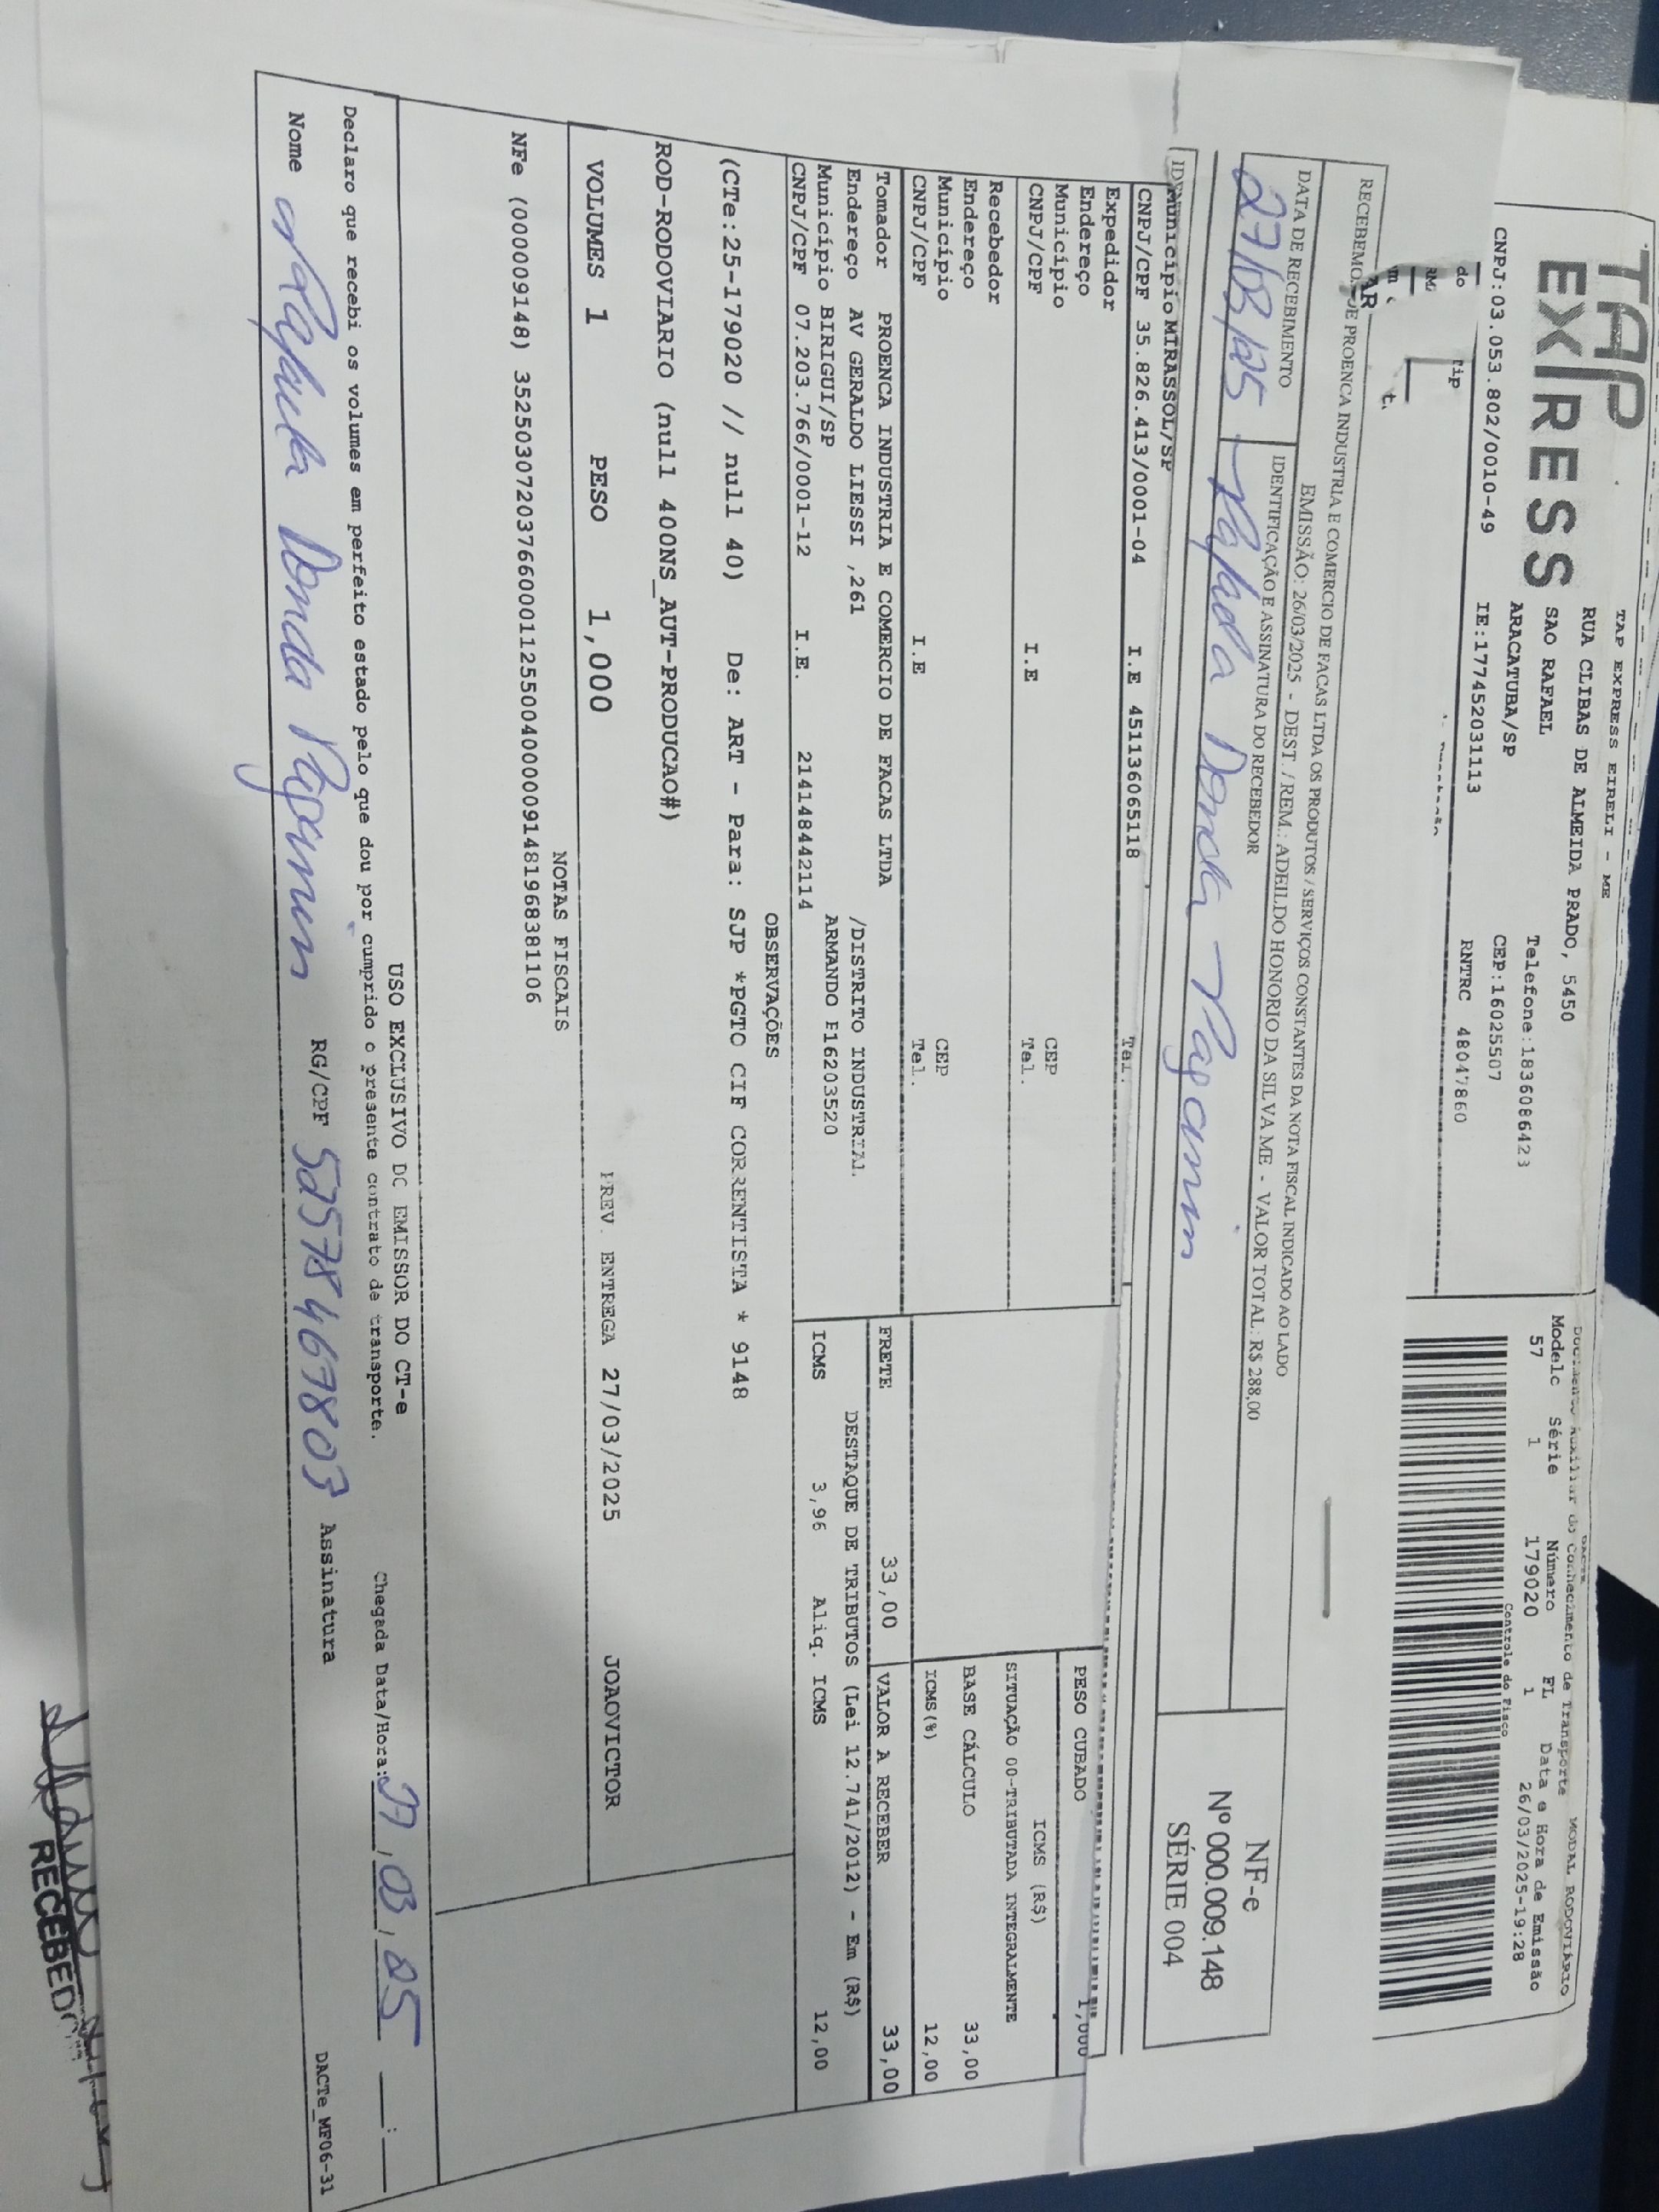 TAP EXPRESS
TAP EXPRESS EIRELI - ME
RUA CLIBAS DE ALMEIDA PRADO, 5450
SAO RAFAEL Telefone:1836086423
ARACATUBA/SP CEP:16025507
CNPJ:03.053.802/0010-49 IE:177452031113 RNTRC 48047860
DACTE MODAL RODOVIÁRIO
Documento Auxiliar do Conhecimento de Transporte
Modelo Série Número FL Data e Hora de Emissão
57 1 179020 1 26/03/2025-19:28
Controle do Fisco
RECEBEMOS DE PROENCA INDUSTRIA E COMERCIO DE FACAS LTDA OS PRODUTOS / SERVIÇOS CONSTANTES DA NOTA FISCAL INDICADO AO LADO
EMISSÃO: 26/03/2025 - DEST. / REM.: ADEILDO HONORIO DA SILVA ME - VALOR TOTAL: R$ 288,00
DATA DE RECEBIMENTO IDENTIFICAÇÃO E ASSINATURA DO RECEBEDOR
27/03/25 Donda
NF-e
Nº 000.009.148
SÉRIE 004
Município MIRASSOL/SP
CNPJ/CPF 35.826.413/0001-04 I.E 451136065118 Tel.
Expedidor
Endereço
Município CEP
CNPJ/CPF I.E Tel.
Recebedor
Endereço
Município CEP
CNPJ/CPF I.E Tel.
PESO CUBADO 1,000
ICMS (R$)
SITUAÇÃO 00-TRIBUTADA INTEGRALMENTE
BASE CÁLCULO 33,00
ICMS(%) 12,00
Tomador PROENCA INDUSTRIA E COMERCIO DE FACAS LTDA
Endereço AV GERALDO LIESSI ,261 /DISTRITO INDUSTRIAL
Município BIRIGUI/SP ARMANDO F16203520
CNPJ/CPF 07.203.766/0001-12 I.E. 214148442114
FRETE 33,00 VALOR A RECEBER 33,00
DESTAQUE DE TRIBUTOS (Lei 12.741/2012) - Em (R$)
ICMS 3,96 Aliq. ICMS 12,00
OBSERVAÇÕES
(CTe:25-179020 // null 40) De: ART - Para: SJP *PGTO CIF CORRENTISTA * 9148
ROD-RODOVIARIO (null 400NS_AUT-PRODUCAO#)
VOLUMES 1 PESO 1,000 PREV. ENTREGA 27/03/2025 JOAOVICTOR
NOTAS FISCAIS
NFe (000009148) 35250307203766000112550040000091481968381106
USO EXCLUSIVO DO EMISSOR DO CT-e
Declaro que recebi os volumes em perfeito estado pelo que dou por cumprido o presente contrato de transporte.
Chegada Data/Hora: 27, 03, 25 __:__
Nome Donda RG/CPF 52578467803 Assinatura
DACTe_MF06-31